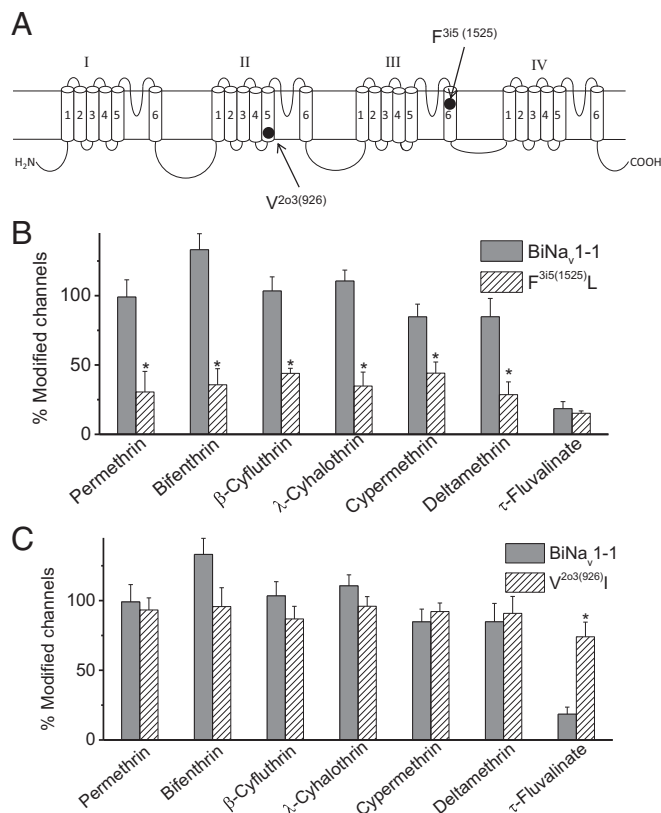 A
F3i5 (1525)
I II III IV
1 2 3 4 5 6 1 2 3 4 5 6 1 2 3 4 5 6 1 2 3 4 5 6
H2N COOH
V2o3(926)
B
BiNav1-1
F3i5(1525)L
% Modified channels
100
50
0
* * * * * *
Permethrin Bifenthrin β-Cyfluthrin λ-Cyhalothrin Cypermethrin Deltamethrin τ-Fluvalinate
C
BiNav1-1
V2o3(926)I
% Modified channels
100
50
0
*
Permethrin Bifenthrin β-Cyfluthrin λ-Cyhalothrin Cypermethrin Deltamethrin τ-Fluvalinate